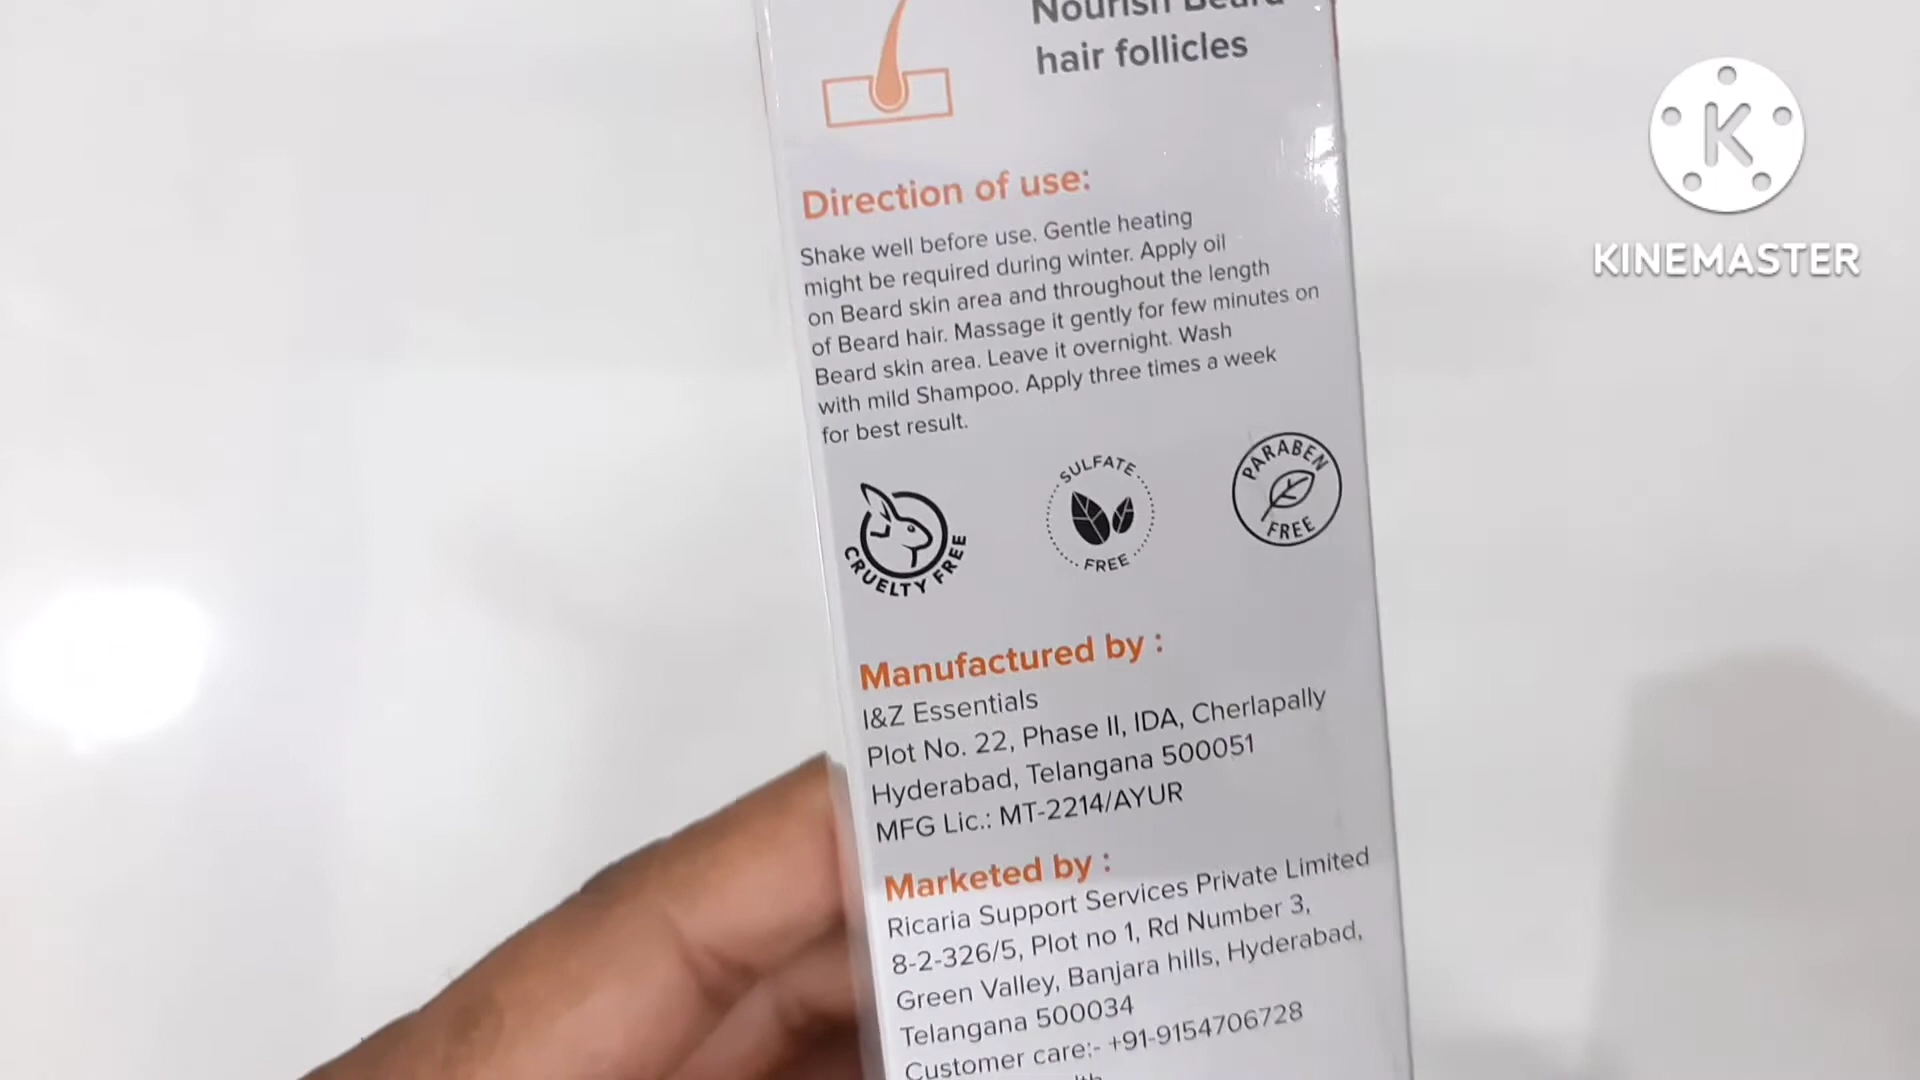 Nourish Beard
hair follicles
KINEMASTER
Direction of use:
Shake well before use. Gentle heating
might be required during winter. Apply oil
on Beard skin area and throughout the length
of Beard hair. Massage it gently for few minutes on
Beard skin area. Leave it overnight. Wash
with mild Shampoo. Apply three times a week
for best result.
CRUELTY FREE
SULFATE
FREE
PARABEN
FREE
Manufactured by :
I&Z Essentials
Plot No. 22, Phase II, IDA, Cherlapally
Hyderabad, Telangana 500051
MFG Lic.: MT-2214/AYUR
Marketed by :
Ricaria Support Services Private Limited
8-2-326/5, Plot no 1, Rd Number 3,
Green Valley, Banjara hills, Hyderabad,
Telangana 500034
Customer care:- +91-9154706728